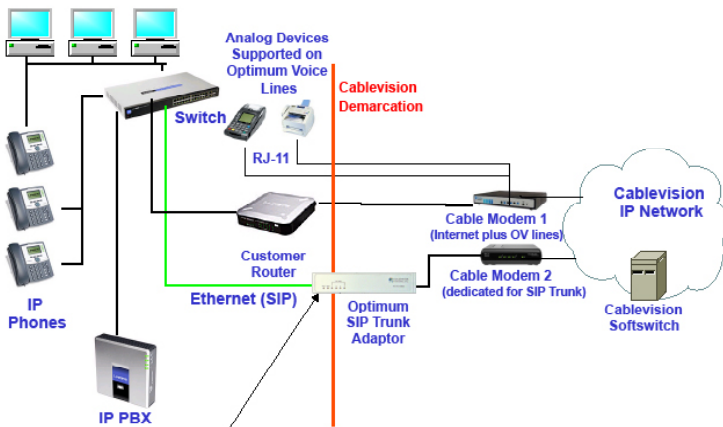 Analog Devices
Supported on
Optimum Voice
Lines
Cablevision
Demarcation
Switch
RJ-11
Cablevision
IP Network
Cable Modem 1
(Internet plus OV lines)
Customer
Router
Cable Modem 2
(dedicated for SIP Trunk)
IP
Phones
Ethernet (SIP)
Optimum
SIP Trunk
Adaptor
Cablevision
Softswitch
IP PBX